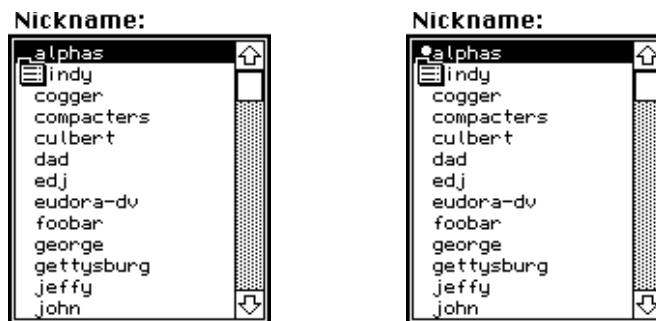 Nickname:
alphas
indy
cogger
compacters
culbert
dad
edj
eudora-dv
foobar
george
gettysburg
jeffy
john
Nickname:
alphas
indy
cogger
compacters
culbert
dad
edj
eudora-dv
foobar
george
gettysburg
jeffy
john